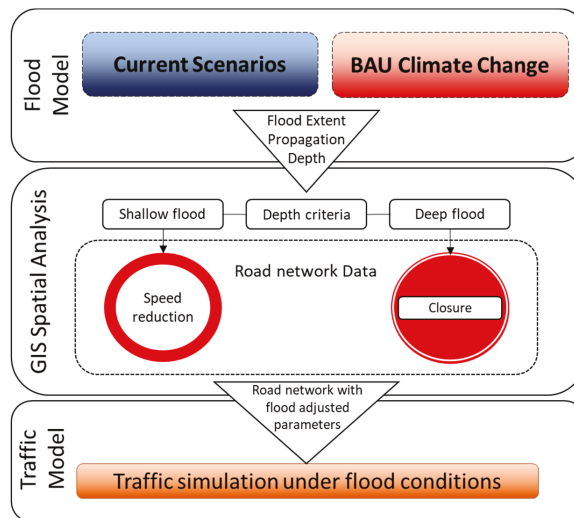 Flood
Model
Current Scenarios
BAU Climate Change
Flood Extent
Propagation
Depth
GIS Spatial Analysis
Shallow flood
Depth criteria
Deep flood
Road network Data
Speed
reduction
Closure
Road network with
flood adjusted
parameters
Traffic
Model
Traffic simulation under flood conditions